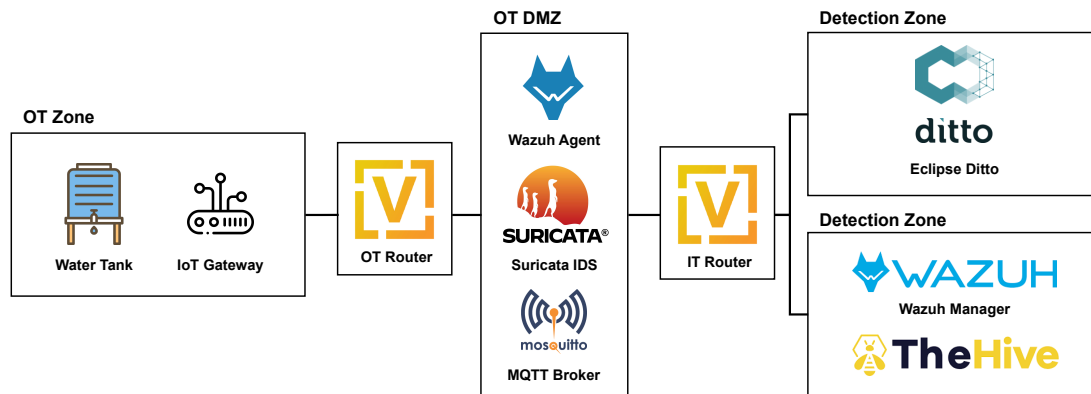 OT Zone
Water Tank
IoT Gateway
V
OT Router
OT DMZ
Wazuh Agent
SURICATA®
Suricata IDS
mosquitto
MQTT Broker
V
IT Router
Detection Zone
ditto
Eclipse Ditto
Detection Zone
WAZUH
Wazuh Manager
TheHive